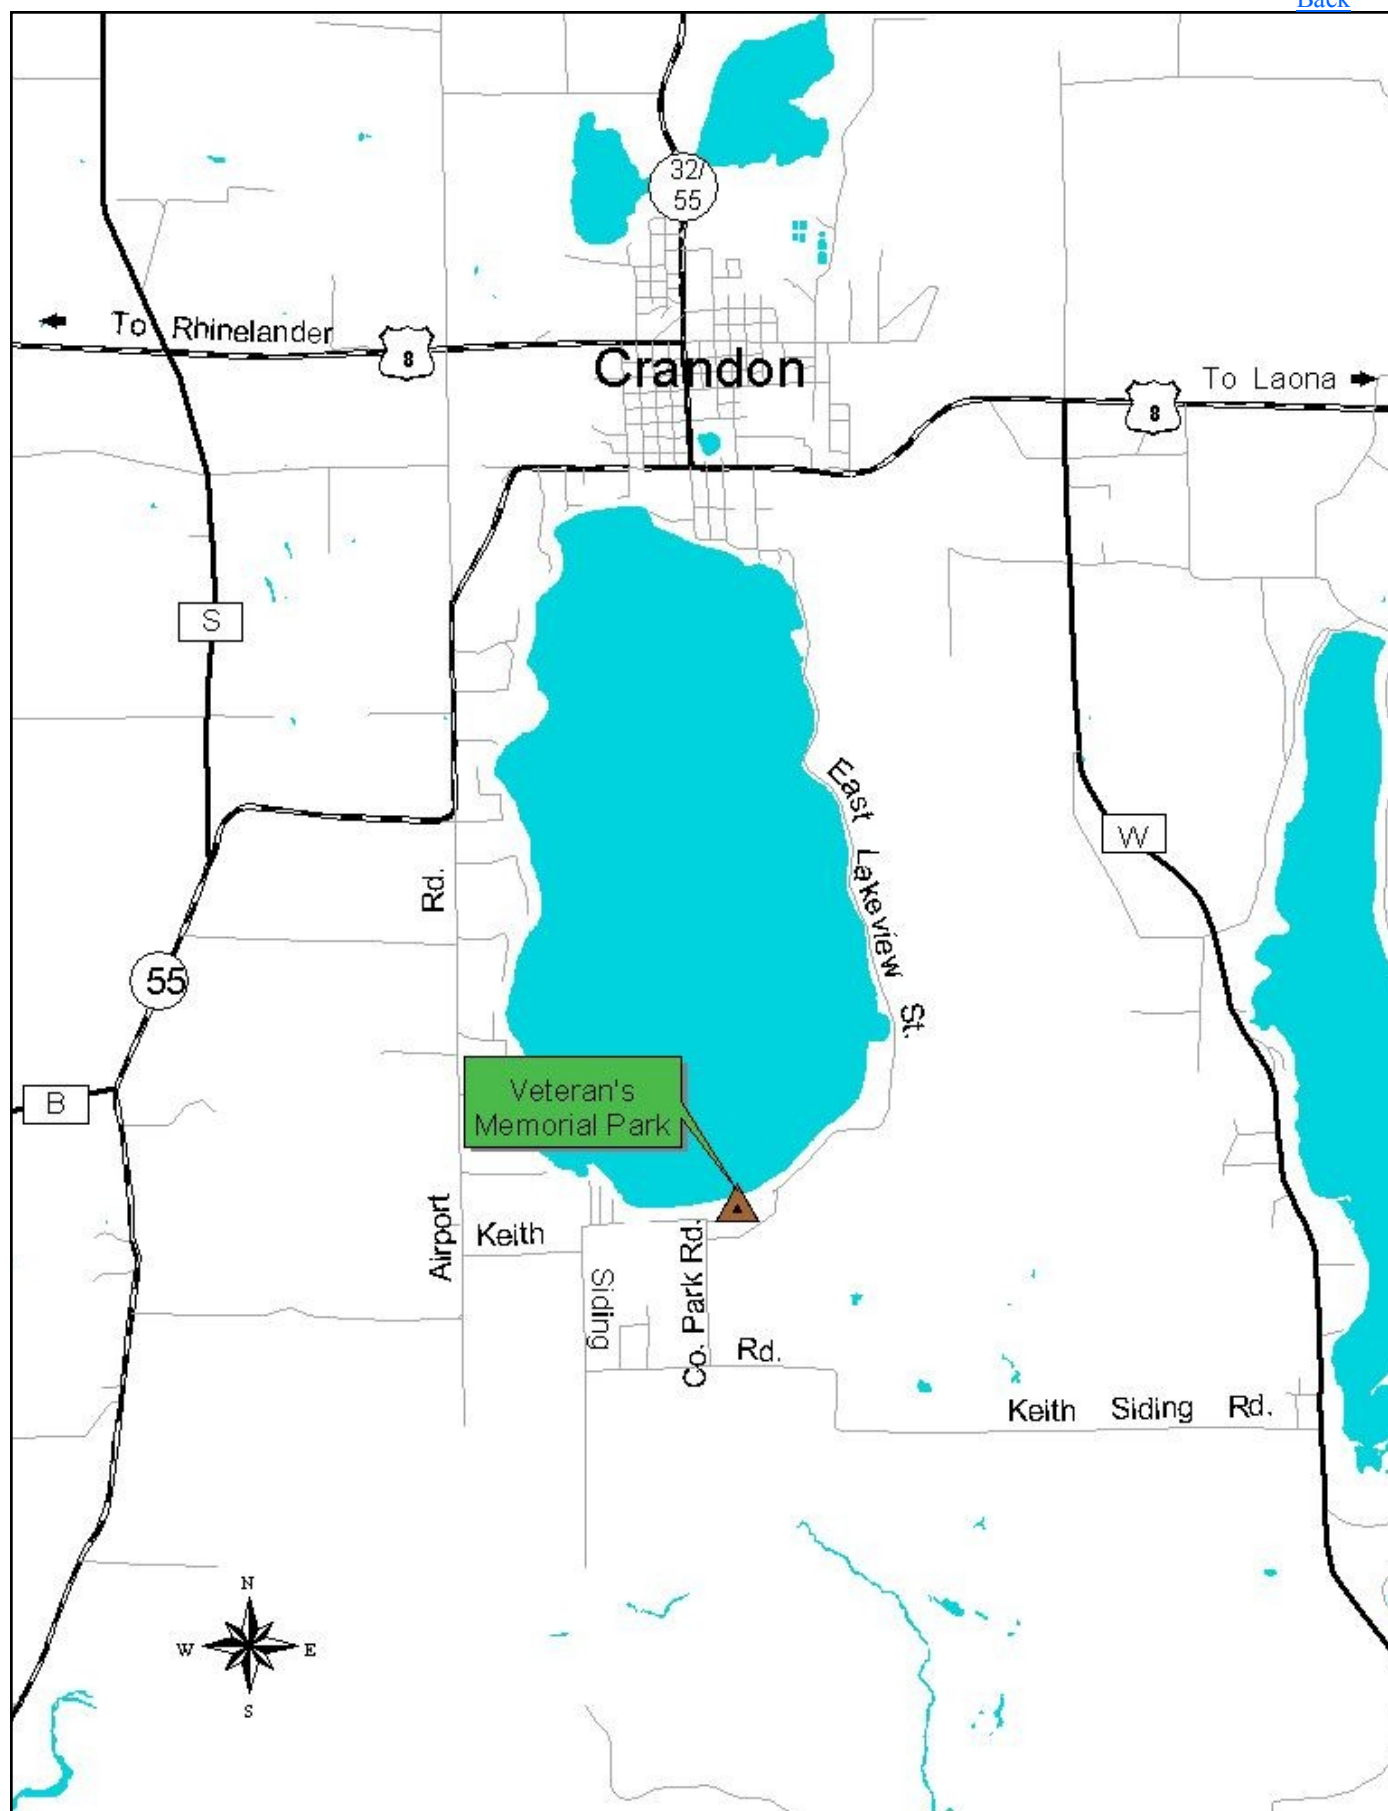 Back
32/
55
To Rhinelander
8
Crandon
To Laona
8
S
East Lakeview St.
W
Rd.
55
Veteran's
Memorial Park
B
Airport
Keith
Siding
Co. Park Rd.
Rd.
Keith Siding Rd.
N
W
E
S